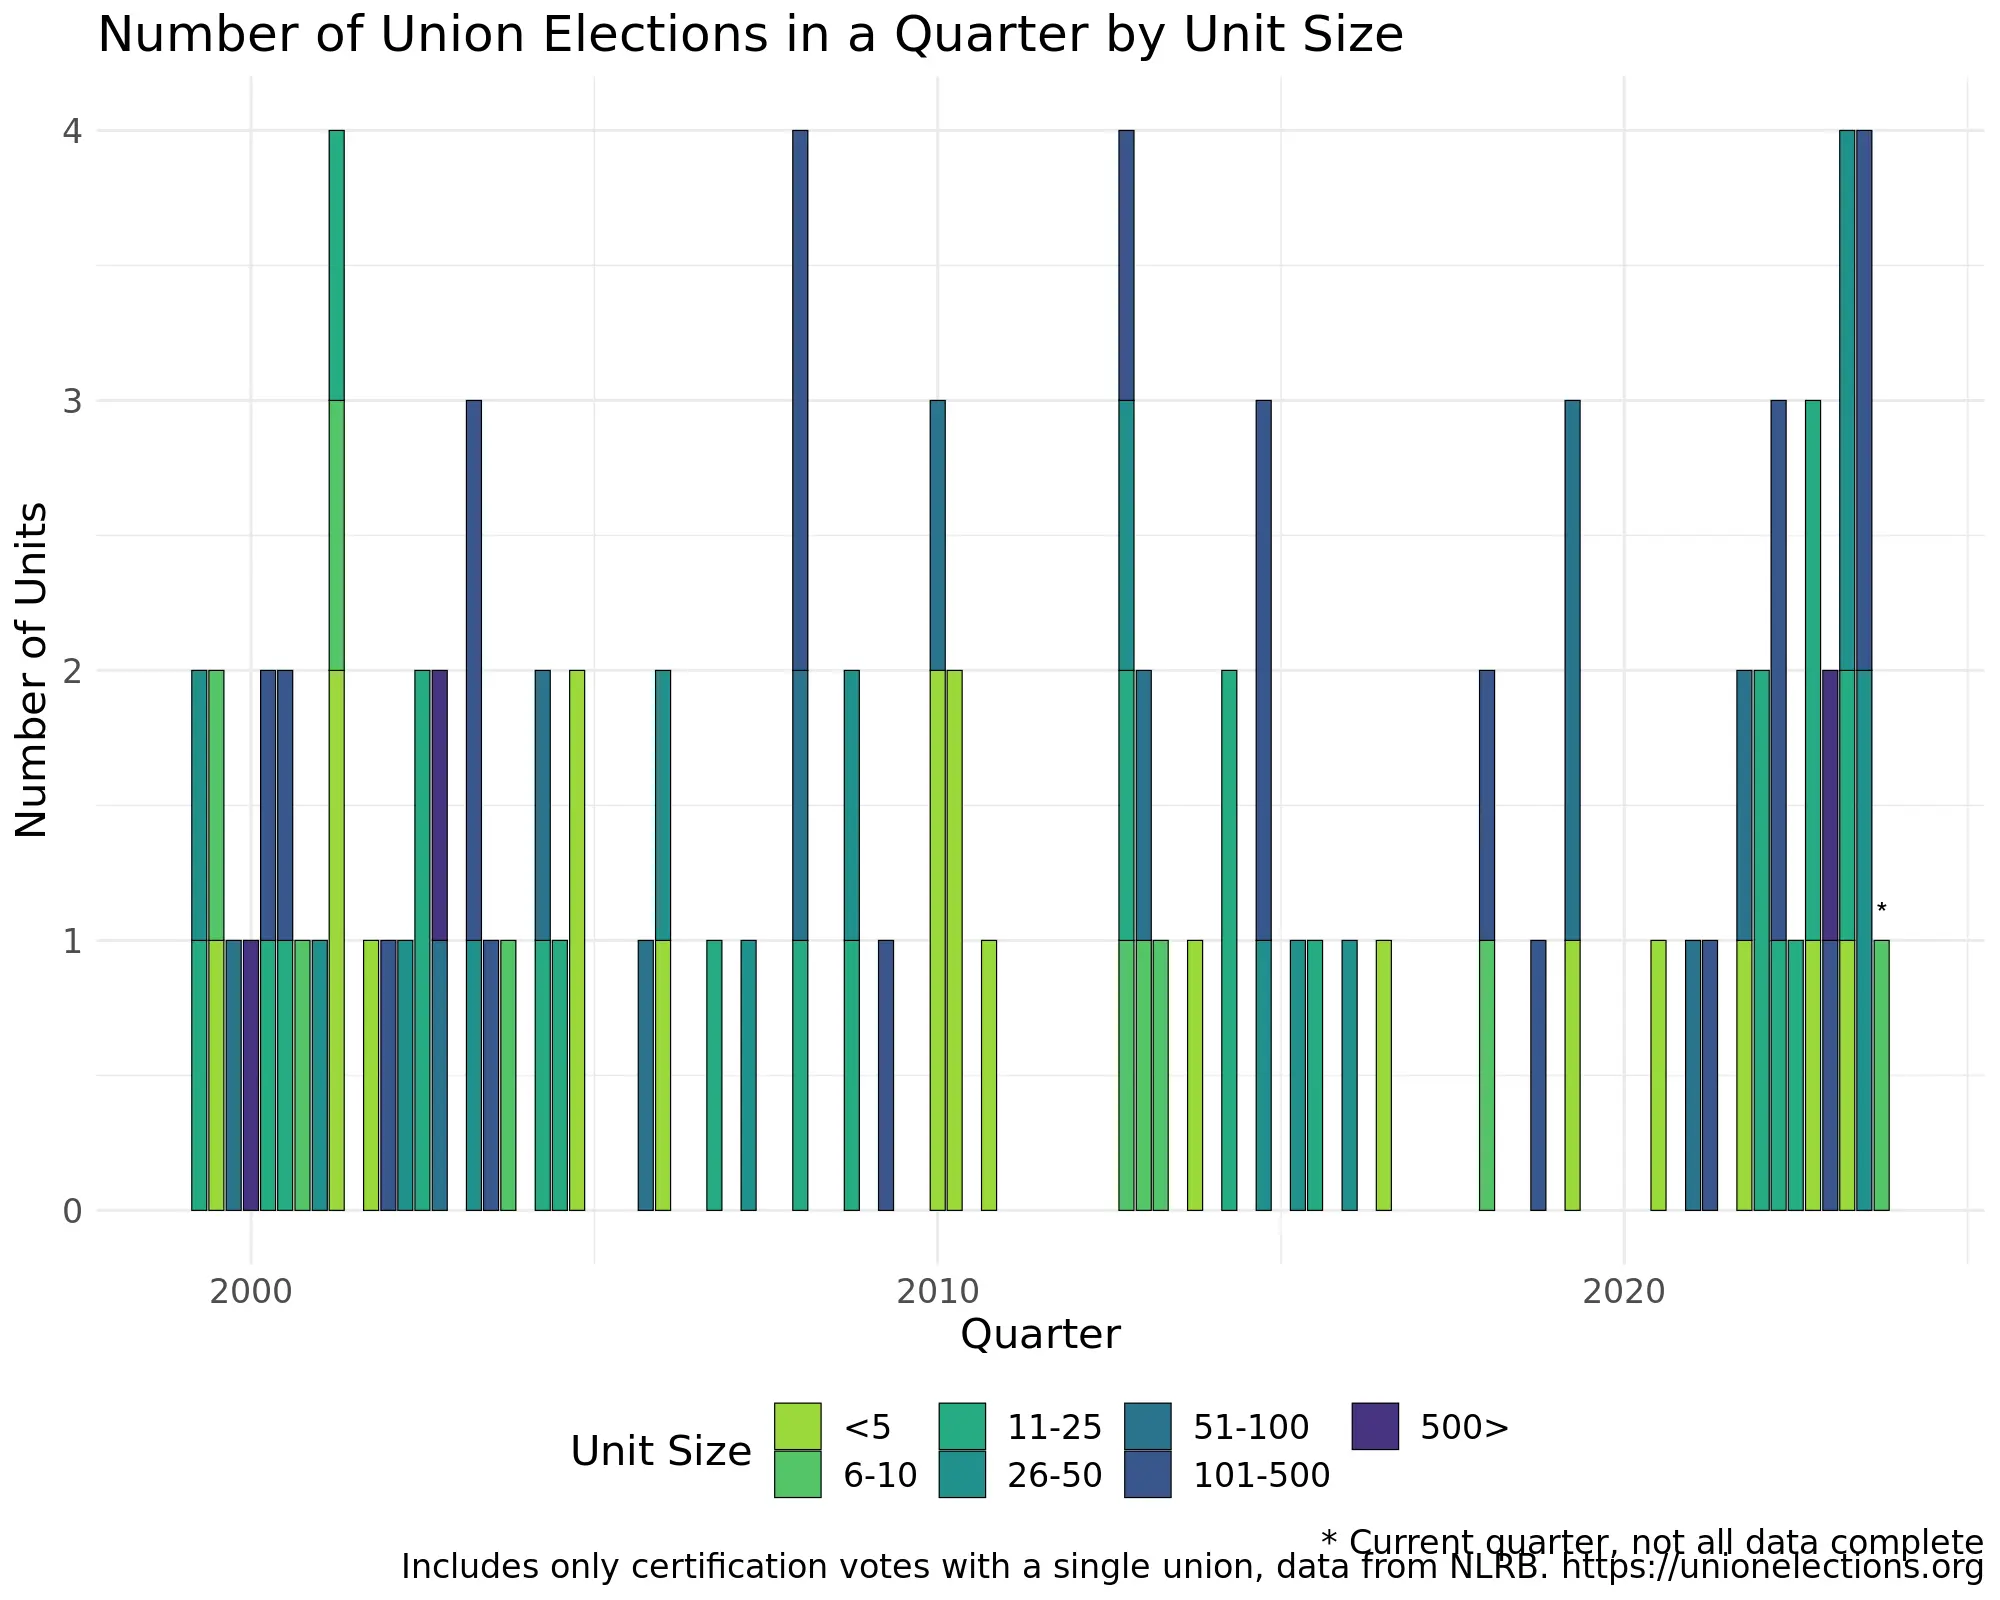 Number of Union Elections in a Quarter by Unit Size
Number of Units
4
3
2
1
0
*
2000 2010 2020
Quarter
Unit Size
<5 11-25 51-100 500>
6-10 26-50 101-500
* Current quarter, not all data complete
Includes only certification votes with a single union, data from NLRB. https://unionelections.org